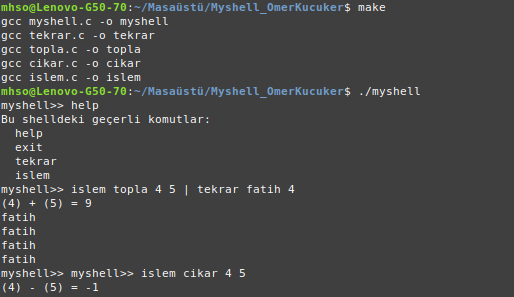 mhso@Lenovo-G50-70:~/Masaüstü/Myshell_OmerKucuker$ make
gcc myshell.c -o myshell
gcc tekrar.c -o tekrar
gcc topla.c -o topla
gcc cikar.c -o cikar
gcc islem.c -o islem
mhso@Lenovo-G50-70:~/Masaüstü/Myshell_OmerKucuker$ ./myshell
myshell>> help
Bu shelldeki geçerli komutlar:
  help
  exit
  tekrar
  islem
myshell>> islem topla 4 5 | tekrar fatih 4
(4) + (5) = 9
fatih
fatih
fatih
fatih
myshell>> myshell>> islem cikar 4 5
(4) - (5) = -1